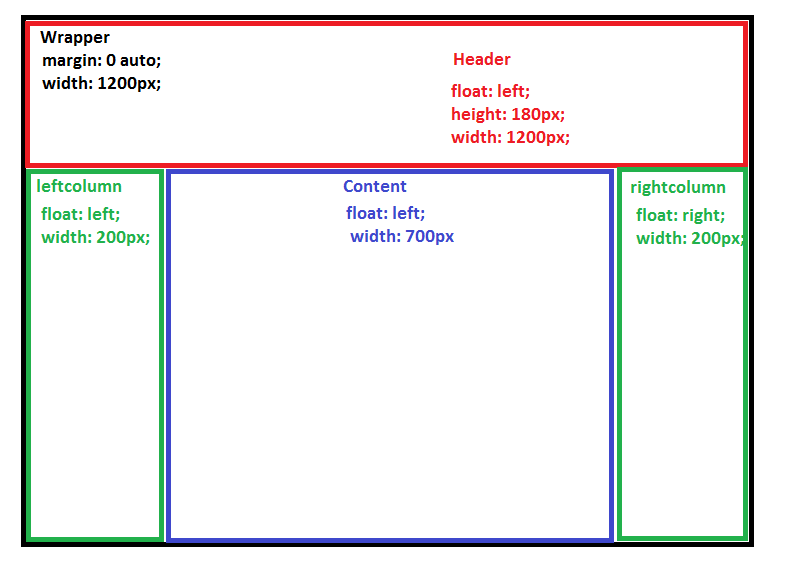 Wrapper
margin: 0 auto;
width: 1200px;
Header
float: left;
height: 180px;
width: 1200px;
leftcolumn
float: left;
width: 200px;
Content
float: left;
width: 700px
rightcolumn
float: right;
width: 200px;